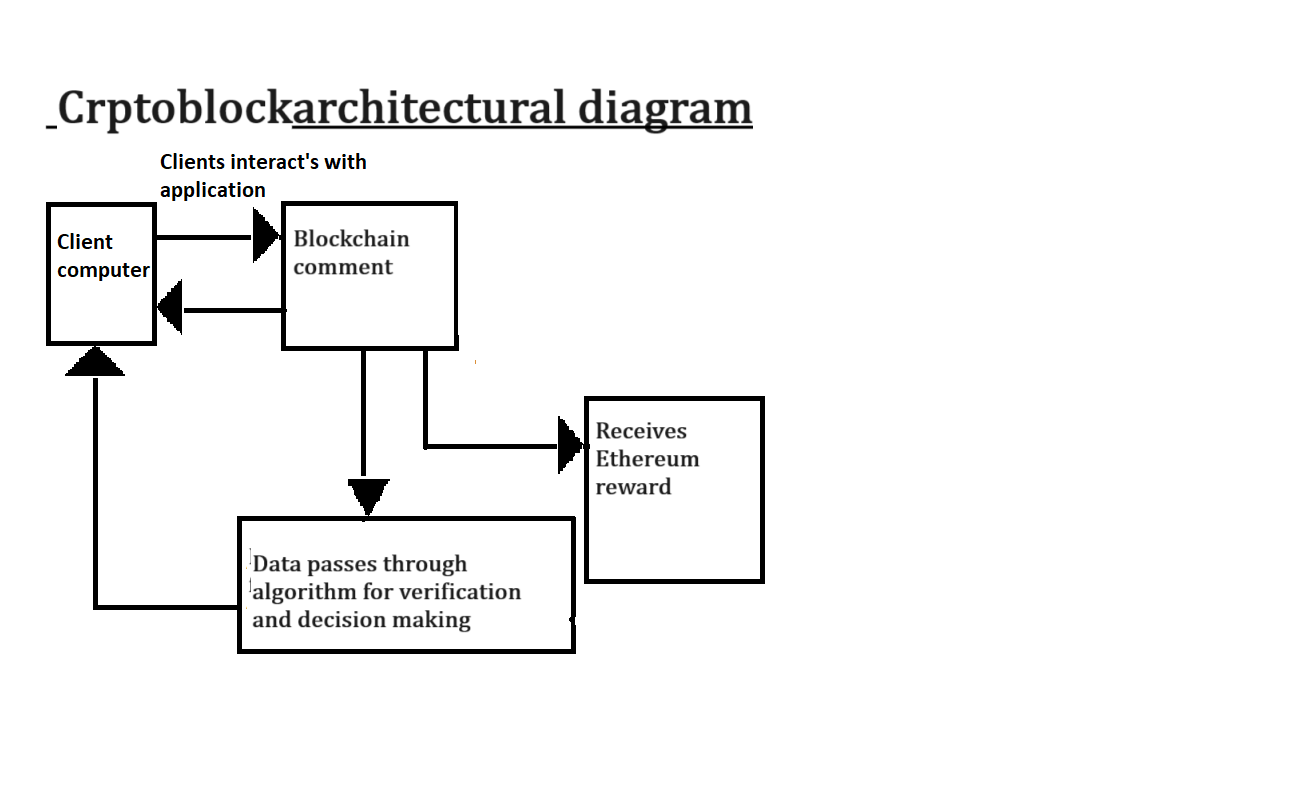 Crptoblockarchitectural diagram
Clients interact's with
application
Client
computer
Blockchain
comment
Receives
Ethereum
reward
Data passes through
algorithm for verification
and decision making